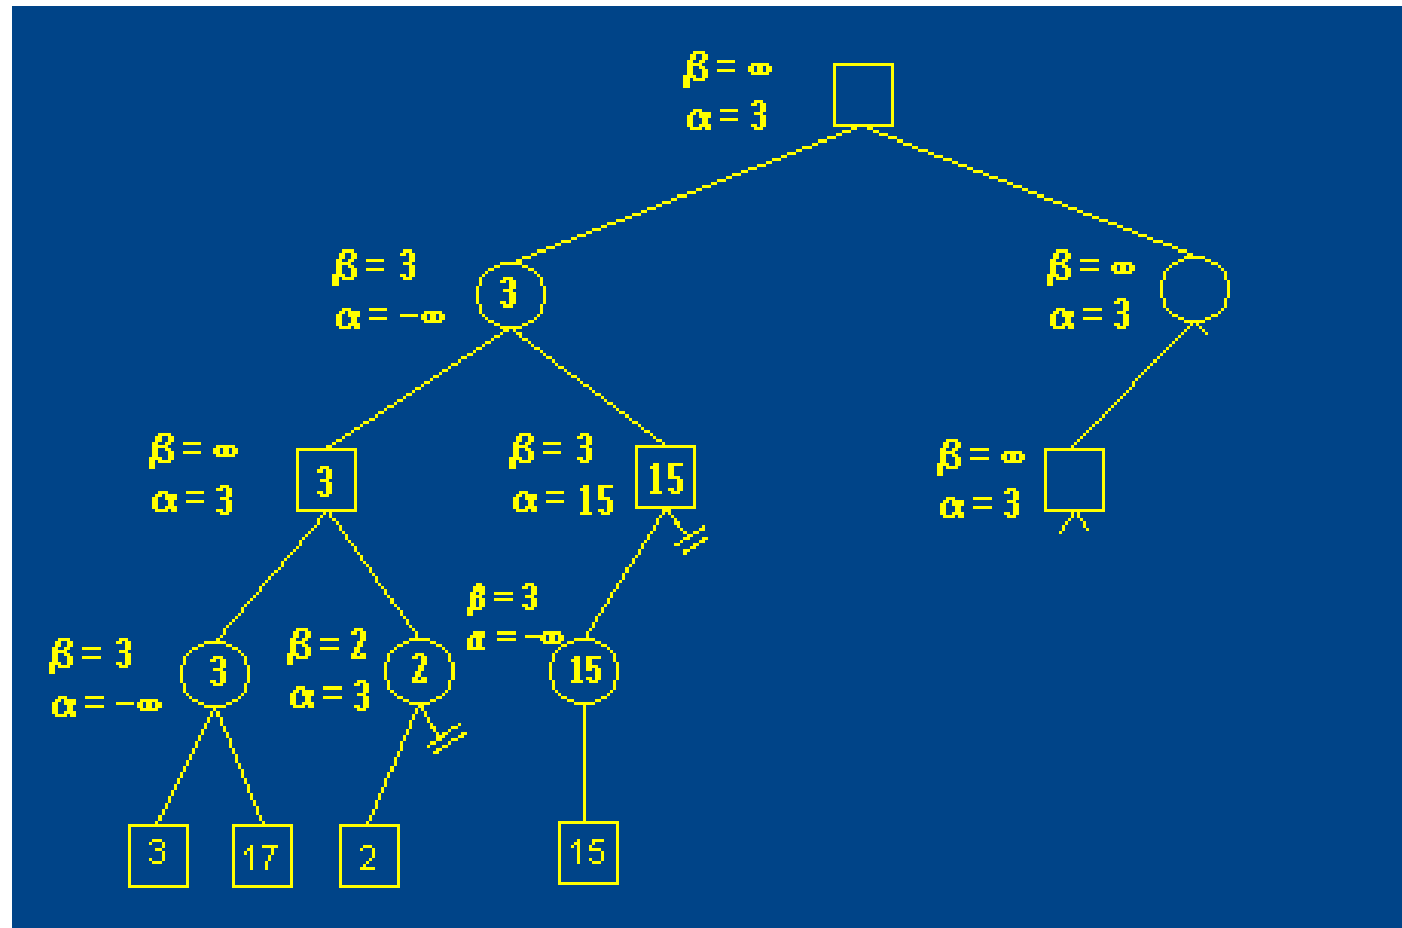 β = ∞
α = 3
β = 3
α = −∞
3
β = ∞
α = 3
β = ∞
α = 3
3
β = 3
α = 15
15
β = ∞
α = 3
β = 3
α = −∞
3
β = 2
α = 3
2
β = 3
α = −∞
15
3
17
2
15